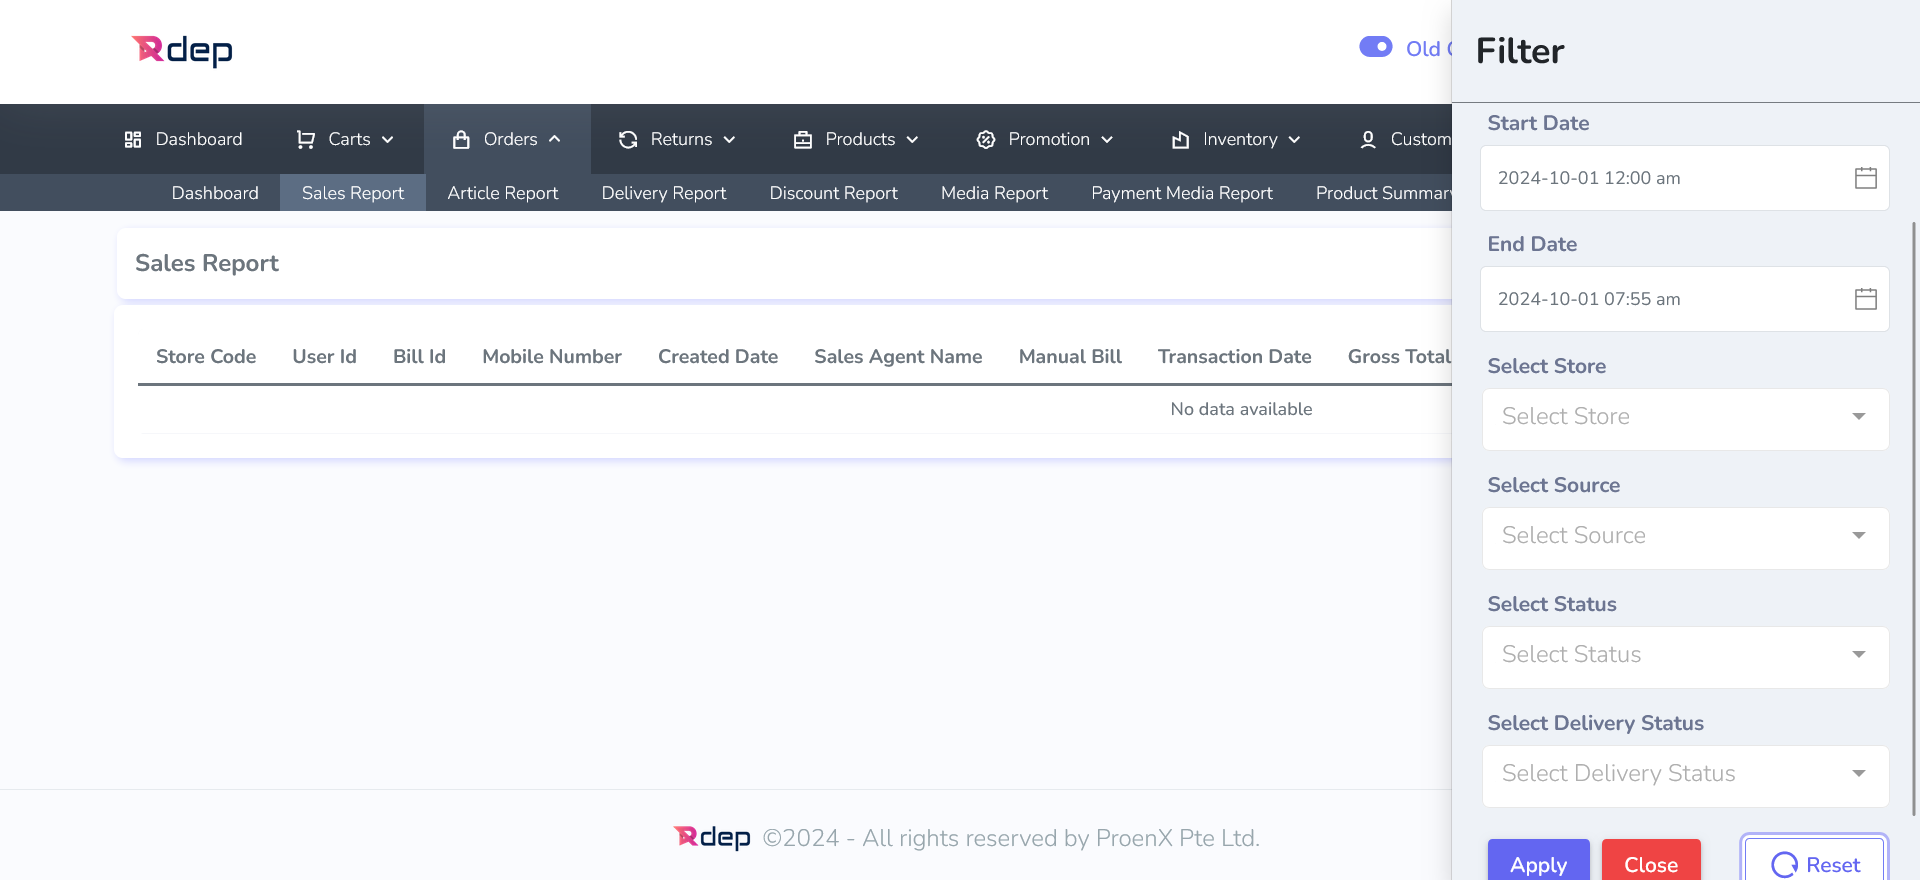 Rdep
Old
Filter
Dashboard Carts Orders Returns Products Promotion Inventory Custom
Dashboard Sales Report Article Report Delivery Report Discount Report Media Report Payment Media Report Product Summary
Sales Report
Store Code User Id Bill Id Mobile Number Created Date Sales Agent Name Manual Bill Transaction Date Gross Total
No data available
Start Date
2024-10-01 12:00 am
End Date
2024-10-01 07:55 am
Select Store
Select Store
Select Source
Select Source
Select Status
Select Status
Select Delivery Status
Select Delivery Status
Apply Close Reset
Rdep ©2024 - All rights reserved by ProenX Pte Ltd.